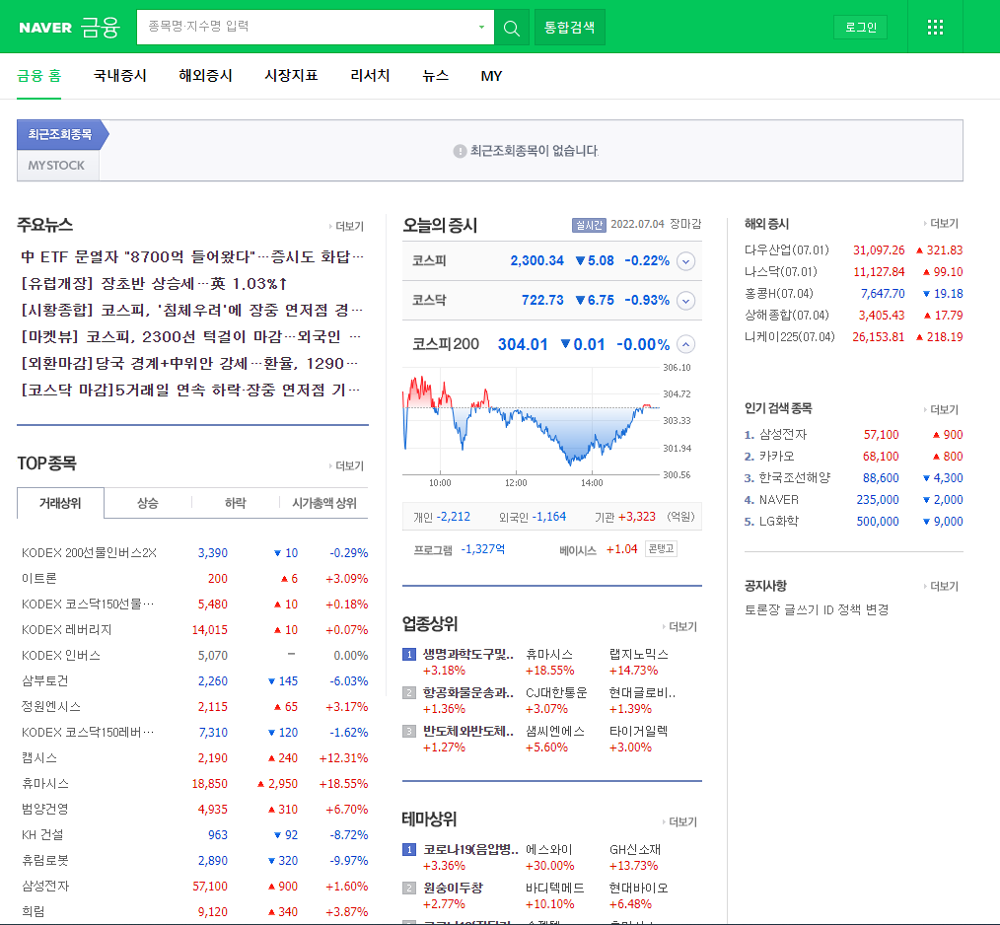 NAVER 금융
종목명·지수명 입력
통합검색
로그인
금융 홈 국내증시 해외증시 시장지표 리서치 뉴스 MY
최근조회종목
MYSTOCK
최근조회종목이 없습니다.
주요뉴스 더보기
中 ETF 문열자 "8700억 들어왔다"…증시도 화답…
[유럽개장] 장초반 상승세…英 1.03%↑
[시황종합] 코스피, '침체우려'에 장중 연저점 경…
[마켓뷰] 코스피, 2300선 턱걸이 마감…외국인 …
[외환마감]당국 경계+中위안 강세…환율, 1290…
[코스닥 마감]5거래일 연속 하락·장중 연저점 기…
TOP 종목 더보기
거래상위 상승 하락 시가총액 상위
KODEX 200선물인버스2X 3,390 ▼ 10 -0.29%
이트론 200 ▲ 6 +3.09%
KODEX 코스닥150선물… 5,480 ▲ 10 +0.18%
KODEX 레버리지 14,015 ▲ 10 +0.07%
KODEX 인버스 5,070 - 0.00%
삼부토건 2,260 ▼ 145 -6.03%
정원엔시스 2,115 ▲ 65 +3.17%
KODEX 코스닥150레버… 7,310 ▼ 120 -1.62%
캠시스 2,190 ▲ 240 +12.31%
휴마시스 18,850 ▲ 2,950 +18.55%
범양건영 4,935 ▲ 310 +6.70%
KH 건설 963 ▼ 92 -8.72%
휴림로봇 2,890 ▼ 320 -9.97%
삼성전자 57,100 ▲ 900 +1.60%
희림 9,120 ▲ 340 +3.87%
오늘의 증시 실시간 2022.07.04 장마감
코스피 2,300.34 ▼5.08 -0.22%
코스닥 722.73 ▼6.75 -0.93%
코스피200 304.01 ▼0.01 -0.00%
306.10
304.72
303.33
301.94
300.56
10:00 12:00 14:00
개인 -2,212 외국인 -1,164 기관 +3,323 (억원)
프로그램 -1,327억 베이시스 +1.04 콘탱고
업종상위 더보기
1 생명과학도구및.. 휴마시스 랩지노믹스
+3.18% +18.55% +14.73%
2 항공화물운송과.. CJ대한통운 현대글로비..
+1.36% +3.07% +1.39%
3 반도체와반도체.. 샘씨엔에스 타이거일렉
+1.27% +5.60% +3.00%
테마상위 더보기
1 코로나19(음압병.. 에스와이 GH신소재
+3.36% +30.00% +13.73%
2 원숭이두창 바디텍메드 현대바이오
+2.77% +10.10% +6.48%
해외 증시 더보기
다우산업(07.01) 31,097.26 ▲ 321.83
나스닥(07.01) 11,127.84 ▲ 99.10
홍콩H(07.04) 7,647.70 ▼ 19.18
상해종합(07.04) 3,405.43 ▲ 17.79
니케이225(07.04) 26,153.81 ▲ 218.19
인기 검색 종목 더보기
1. 삼성전자 57,100 ▲ 900
2. 카카오 68,100 ▲ 800
3. 한국조선해양 88,600 ▼ 4,300
4. NAVER 235,000 ▼ 2,000
5. LG화학 500,000 ▼ 9,000
공지사항 더보기
토론장 글쓰기 ID 정책 변경